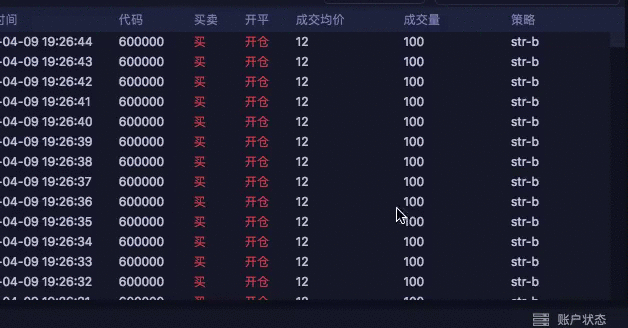 时间 代码 买卖 开平 成交均价 成交量 策略
-04-09 19:26:44 600000 买 开仓 12 100 str-b
-04-09 19:26:43 600000 买 开仓 12 100 str-b
-04-09 19:26:42 600000 买 开仓 12 100 str-b
-04-09 19:26:41 600000 买 开仓 12 100 str-b
-04-09 19:26:40 600000 买 开仓 12 100 str-b
-04-09 19:26:39 600000 买 开仓 12 100 str-b
-04-09 19:26:38 600000 买 开仓 12 100 str-b
-04-09 19:26:37 600000 买 开仓 12 100 str-b
-04-09 19:26:36 600000 买 开仓 12 100 str-b
-04-09 19:26:35 600000 买 开仓 12 100 str-b
-04-09 19:26:34 600000 买 开仓 12 100 str-b
-04-09 19:26:33 600000 买 开仓 12 100 str-b
-04-09 19:26:32 600000 买 开仓 12 100 str-b
账户状态